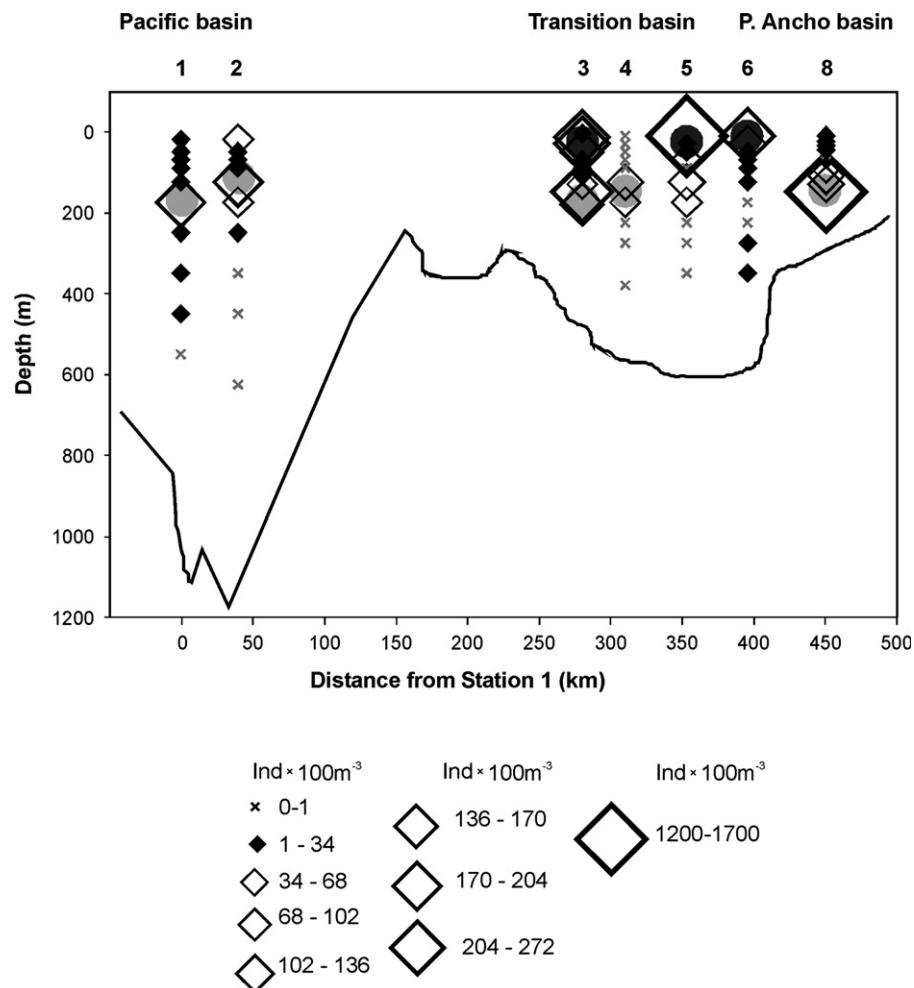 Pacific basin Transition basin P. Ancho basin
1 2 3 4 5 6 8
0
200
400
600
800
1000
1200
Depth (m)
0 50 100 150 200 250 300 350 400 450 500
Distance from Station 1 (km)
Ind × 100m⁻³ Ind × 100m⁻³ Ind × 100m⁻³
0-1
1 - 34
34 - 68
68 - 102
102 - 136
136 - 170
170 - 204
204 - 272
1200-1700